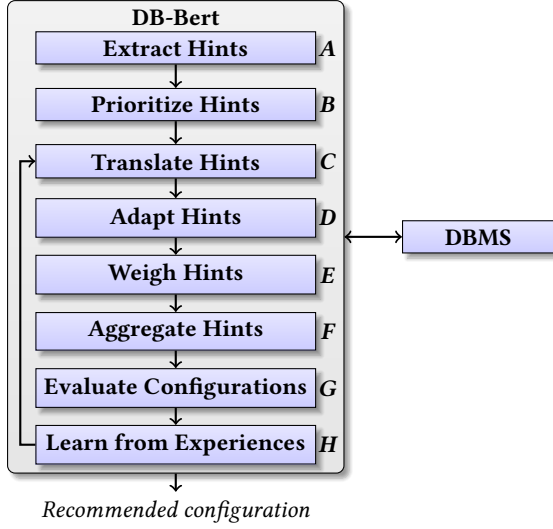 DB-Bert
Extract Hints A
Prioritize Hints B
Translate Hints C
Adapt Hints D
DBMS
Weigh Hints E
Aggregate Hints F
Evaluate Configurations G
Learn from Experiences H
Recommended configuration